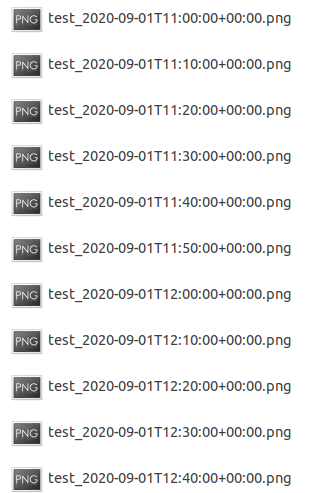 PNG test_2020-09-01T11:00:00+00:00.png
PNG test_2020-09-01T11:10:00+00:00.png
PNG test_2020-09-01T11:20:00+00:00.png
PNG test_2020-09-01T11:30:00+00:00.png
PNG test_2020-09-01T11:40:00+00:00.png
PNG test_2020-09-01T11:50:00+00:00.png
PNG test_2020-09-01T12:00:00+00:00.png
PNG test_2020-09-01T12:10:00+00:00.png
PNG test_2020-09-01T12:20:00+00:00.png
PNG test_2020-09-01T12:30:00+00:00.png
PNG test_2020-09-01T12:40:00+00:00.png